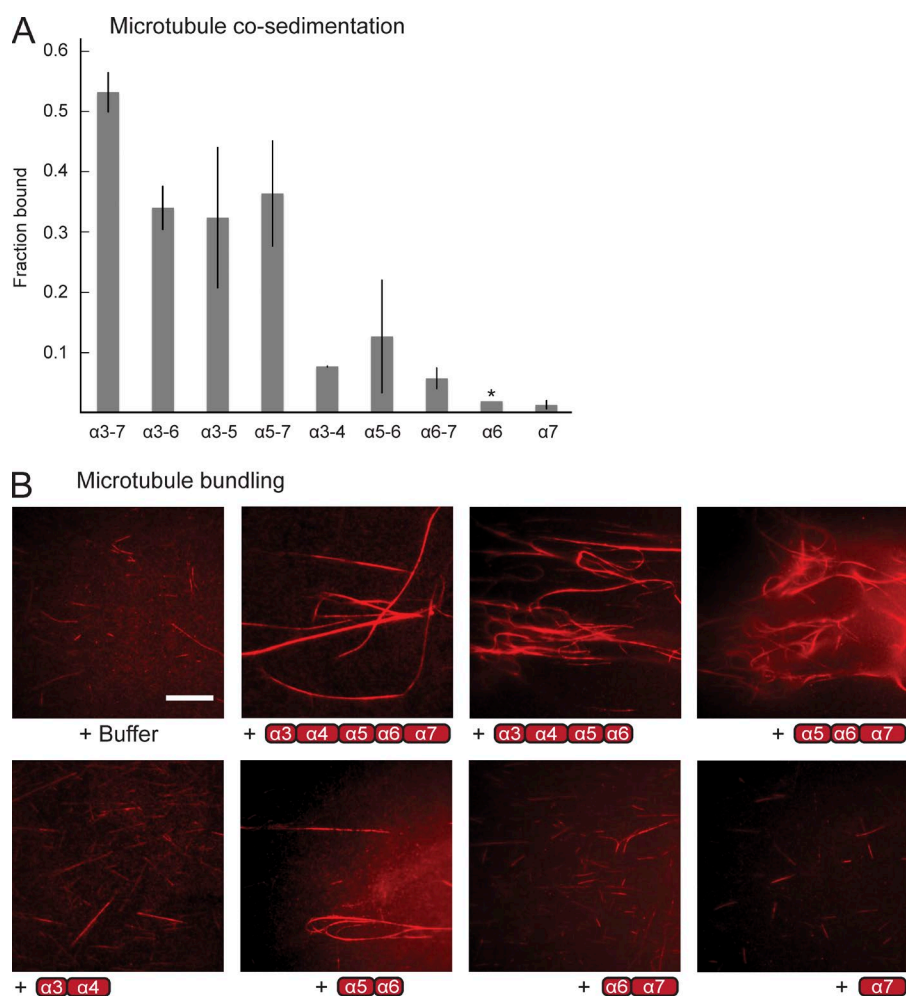 A Microtubule co-sedimentation
0.6
0.5
0.4
0.3
0.2
0.1
Fraction bound
*
α3-7 α3-6 α3-5 α5-7 α3-4 α5-6 α6-7 α6 α7
B Microtubule bundling
+ Buffer + α3 α4 α5 α6 α7 + α3 α4 α5 α6 + α5 α6 α7
+ α3 α4 + α5 α6 + α6 α7 + α7